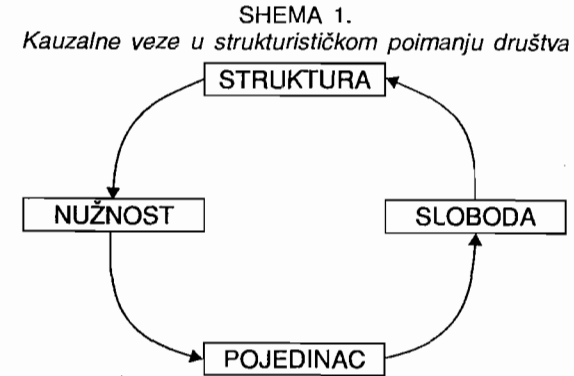 SHEMA 1.
Kauzalne veze u strukturističkom poimanju društva
STRUKTURA
NUŽNOST
SLOBODA
POJEDINAC